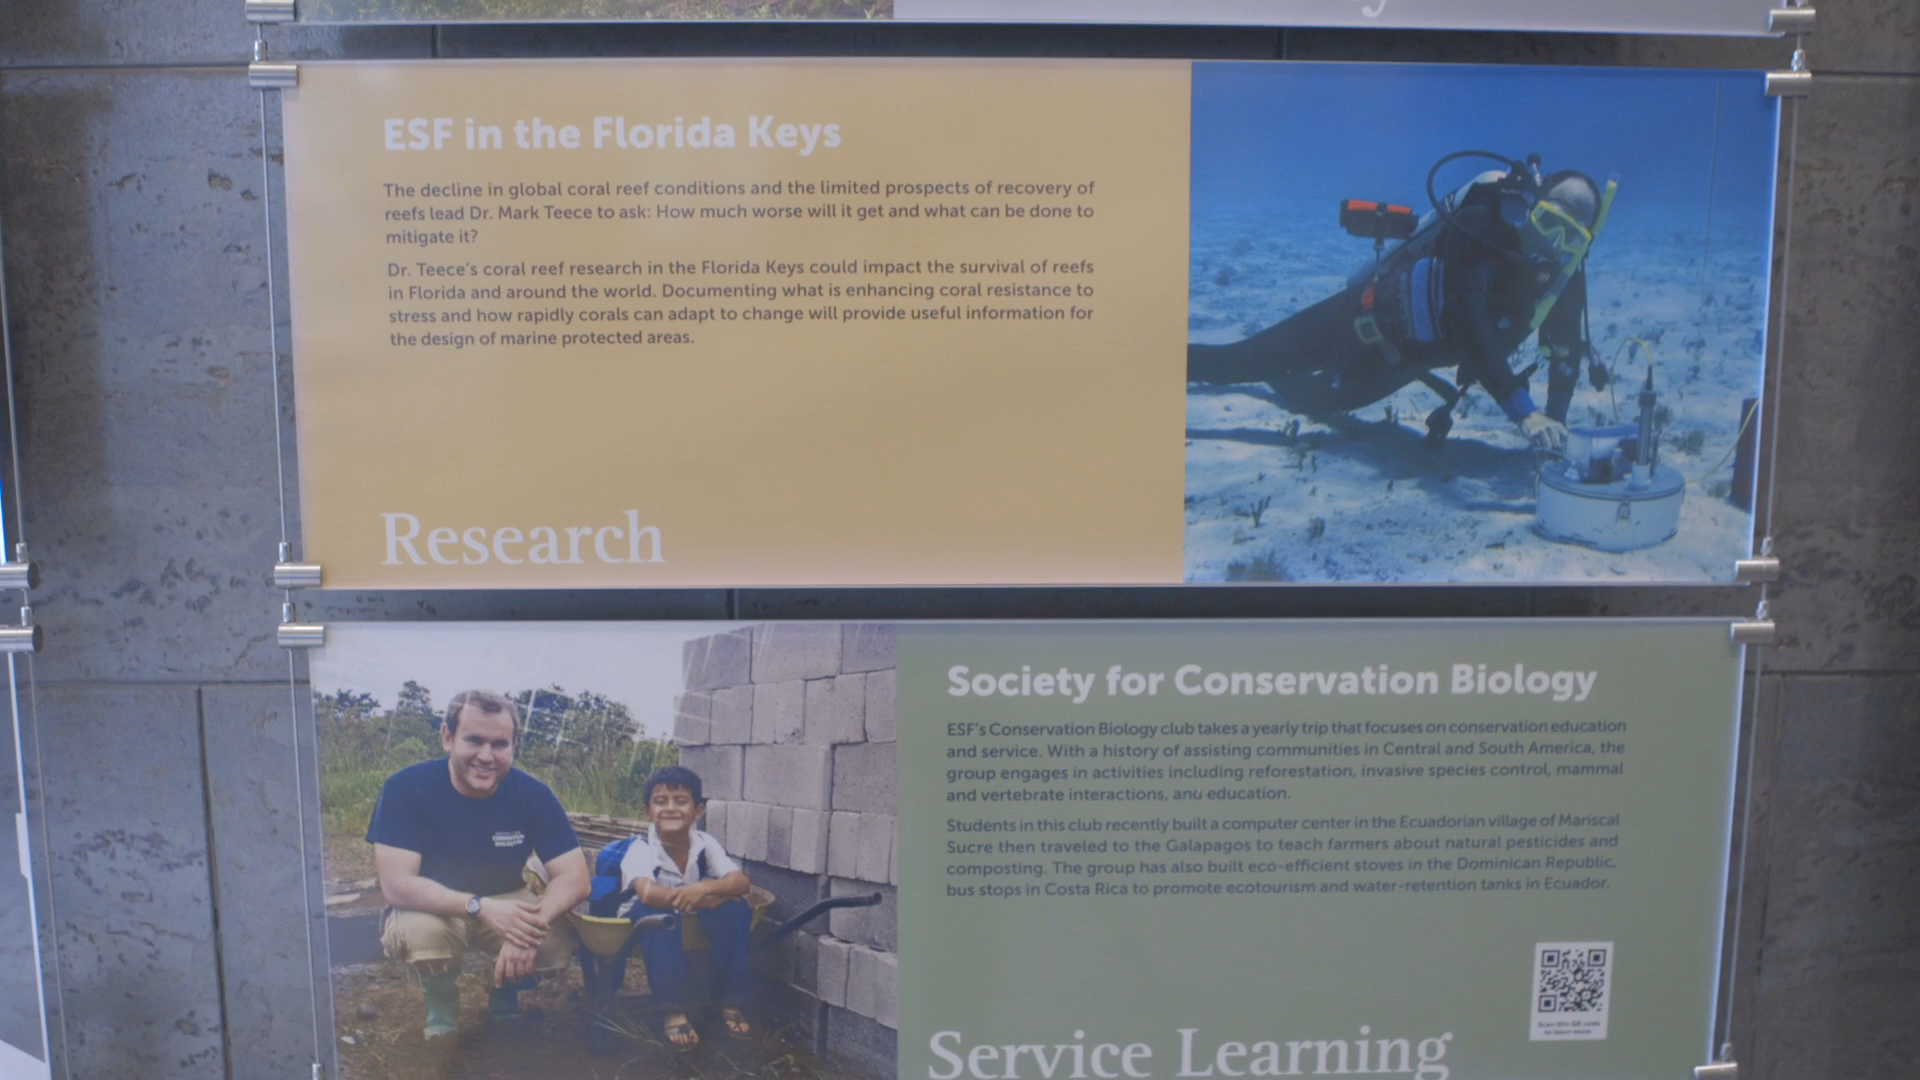 ESF in the Florida Keys
The decline in global coral reef conditions and the limited prospects of recovery of
reefs lead Dr. Mark Teece to ask: How much worse will it get and what can be done to
mitigate it?
Dr. Teece's coral reef research in the Florida Keys could impact the survival of reefs
in Florida and around the world. Documenting what is enhancing coral resistance to
stress and how rapidly corals can adapt to change will provide useful information for
the design of marine protected areas.
Research
Society for Conservation Biology
ESF's Conservation Biology club takes a yearly trip that focuses on conservation education
and service. With a history of assisting communities in Central and South America, the
group engages in activities including reforestation, invasive species control, mammal
and vertebrate interactions, and education.
Students in this club recently built a computer center in the Ecuadorian village of Mariscal
Sucre then traveled to the Galapagos to teach farmers about natural pesticides and
composting. The group has also built eco-efficient stoves in the Dominican Republic,
bus stops in Costa Rica to promote ecotourism and water-retention tanks in Ecuador.
Scan this QR code
to learn more.
Service Learning